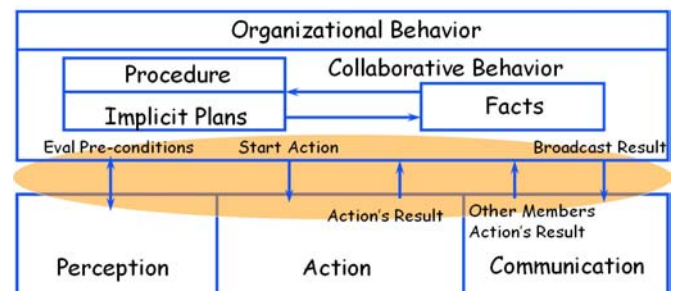 Organizational Behavior
Procedure
Collaborative Behavior
Implicit Plans
Facts
Eval Pre-conditions
Start Action
Broadcast Result
Action's Result
Other Members
Action's Result
Perception
Action
Communication